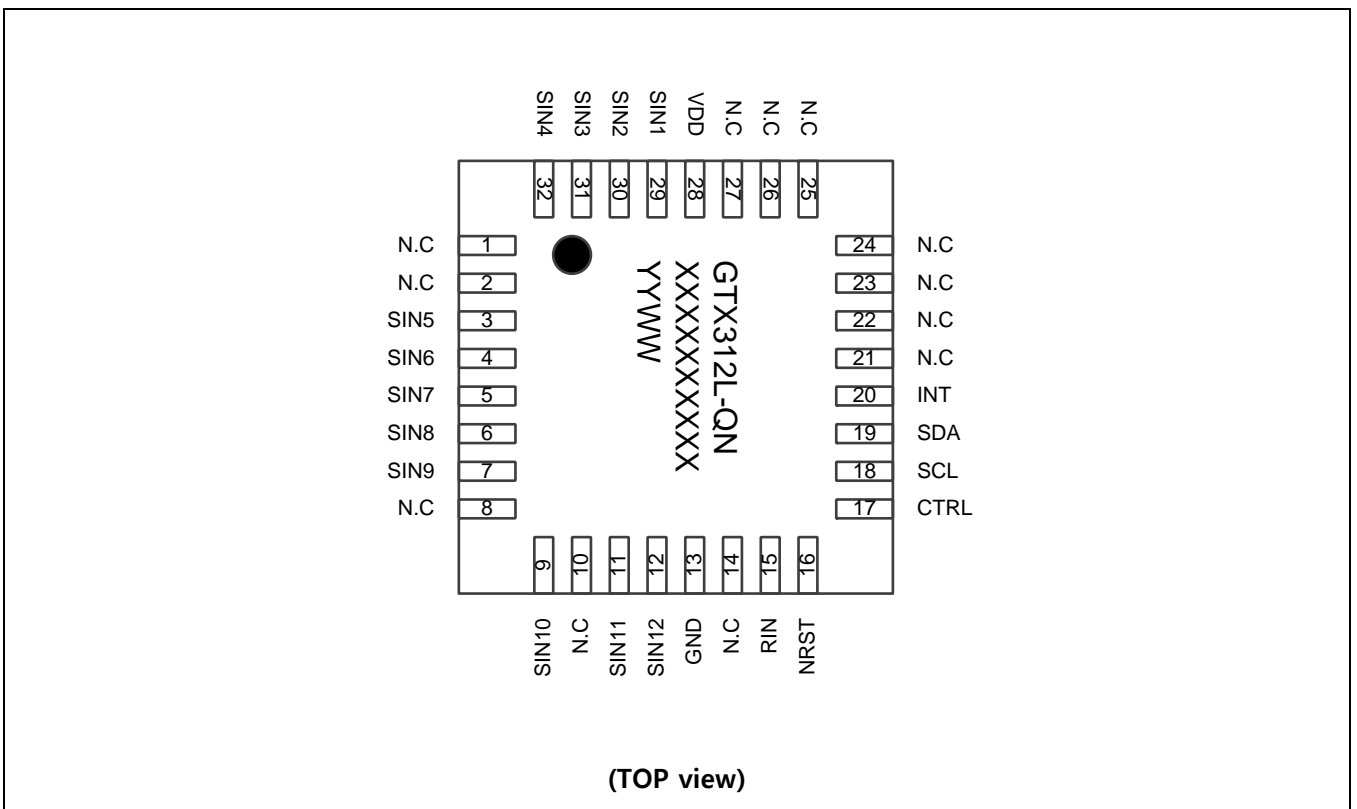 SIN4 SIN3 SIN2 SIN1 VDD N.C N.C N.C
32 31 30 29 28 27 26 25
N.C 1
N.C 2
SIN5 3
SIN6 4
SIN7 5
SIN8 6
SIN9 7
N.C 8
GTX312L-QN
XXXXXXXXXX
YYWW
24 N.C
23 N.C
22 N.C
21 N.C
20 INT
19 SDA
18 SCL
17 CTRL
9 10 11 12 13 14 15 16
SIN10 N.C SIN11 SIN12 GND N.C RIN NRST
(TOP view)